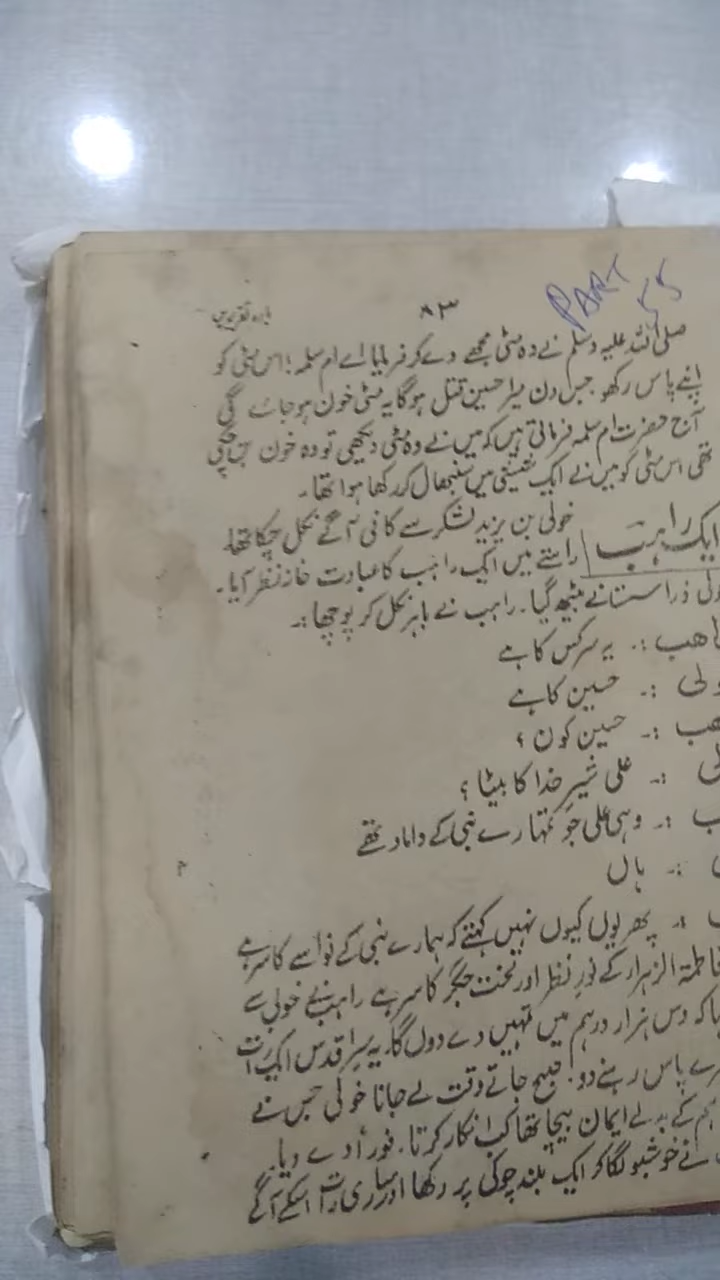 بارہ تقریریں
۸۳
PART 55
صلی اللہ علیہ وسلم نے وہ مٹی مجھے دے کر فرمایا اے ام سلمہ! اس مٹی کو
اپنے پاس رکھو جس دن میرا حسین قتل ہوگا یہ مٹی خون ہو جائے گی
آج حضرت ام سلمہ فرماتی ہیں کہ میں نے وہ مٹی دیکھی تو وہ خون بن چکی
تھی اس مٹی کو میں نے ایک شیشی میں سنبھال کر رکھا ہوا تھا۔
ایک راہب
خولی بن یزید لشکر سے کافی آگے نکل چکا تھا۔
راستے میں ایک راہب کا عبادت خانہ نظر آیا۔
ذرا سستانے بیٹھ گیا۔ راہب نے باہر نکل کر پوچھا:۔
:۔ یہ سر کس کا ہے
:۔ حسین کا ہے
:۔ حسین کون ؟
:۔ علی شیرِ خدا کا بیٹا ؟
:۔ وہی علی جو تمہارے نبی کے داماد تھے
:۔ ہاں
:۔ پھر یوں کیوں نہیں کہتے کہ ہمارے نبی کے نواسے کا سر ہے
الزہرا کے نورِ نظر اور لختِ جگر کا سر ہے راہب نے خولی سے
کہ دس ہزار درہم میں تمہیں دے دوں گا۔ یہ سرِ اقدس ایک رات
پاس رہنے دو۔ صبح جاتے وقت لے جانا خولی جس نے
کے بدلے ایمان بیچا تھا کب انکار کرتا۔ فوراً دے دیا۔
نے خوشبو لگا کر ایک بلند چوکی پر رکھا اور ساری رات اسکے آگے